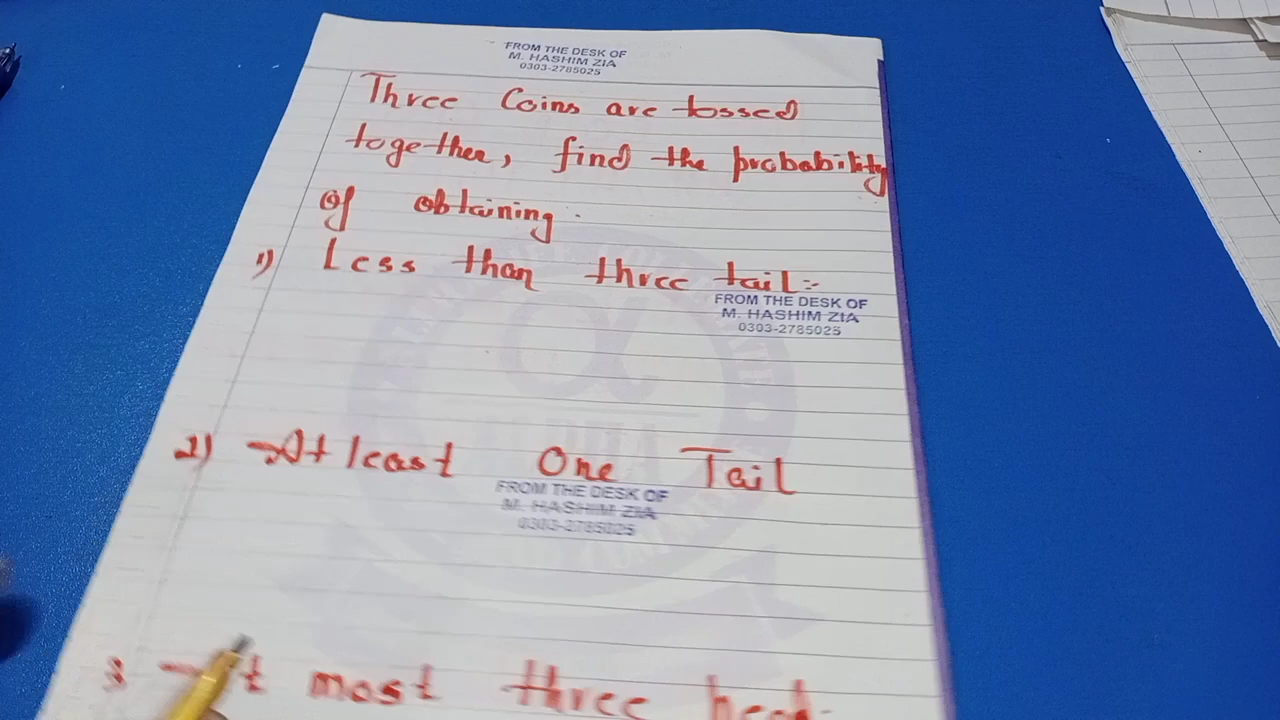 FROM THE DESK OF
M. HASHIM ZIA
0303-2785025
Three Coins are tossed
together, find the probability
of obtaining.
1) Less than three tail:-
FROM THE DESK OF
M. HASHIM ZIA
0303-2785025
2) At least One Tail
FROM THE DESK OF
M. HASHIM ZIA
0303-2785025
3 most three head